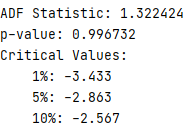 ADF Statistic: 1.322424
p-value: 0.996732
Critical Values:
    1%: -3.433
    5%: -2.863
    10%: -2.567